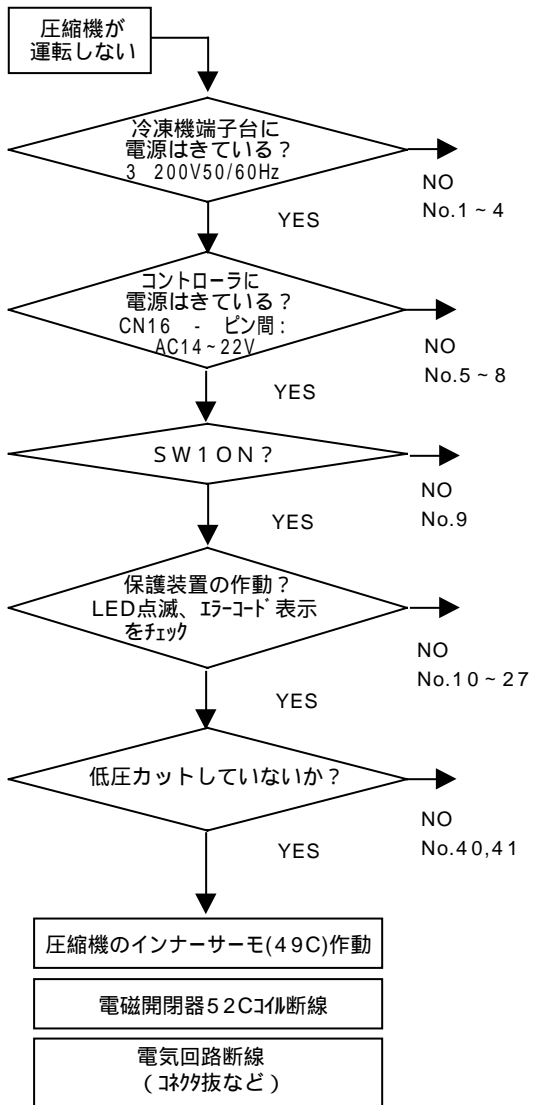 圧縮機が
運転しない
冷凍機端子台に
電源はきている？
3 200V50/60Hz
NO
No.1～4
YES
コントローラに
電源はきている？
CN16 - ピン間：
AC14～22V
NO
No.5～8
YES
ＳＷ１ＯＮ？
NO
No.9
YES
保護装置の作動？
LED点滅、ｴﾗｰｺｰﾄﾞ表示
をﾁｪｯｸ
NO
No.10～27
YES
低圧カットしていないか？
NO
No.40,41
YES
圧縮機のインナーサーモ(49C)作動
電磁開閉器52Cｺｲﾙ断線
電気回路断線
（ｺﾈｸﾀ抜など）